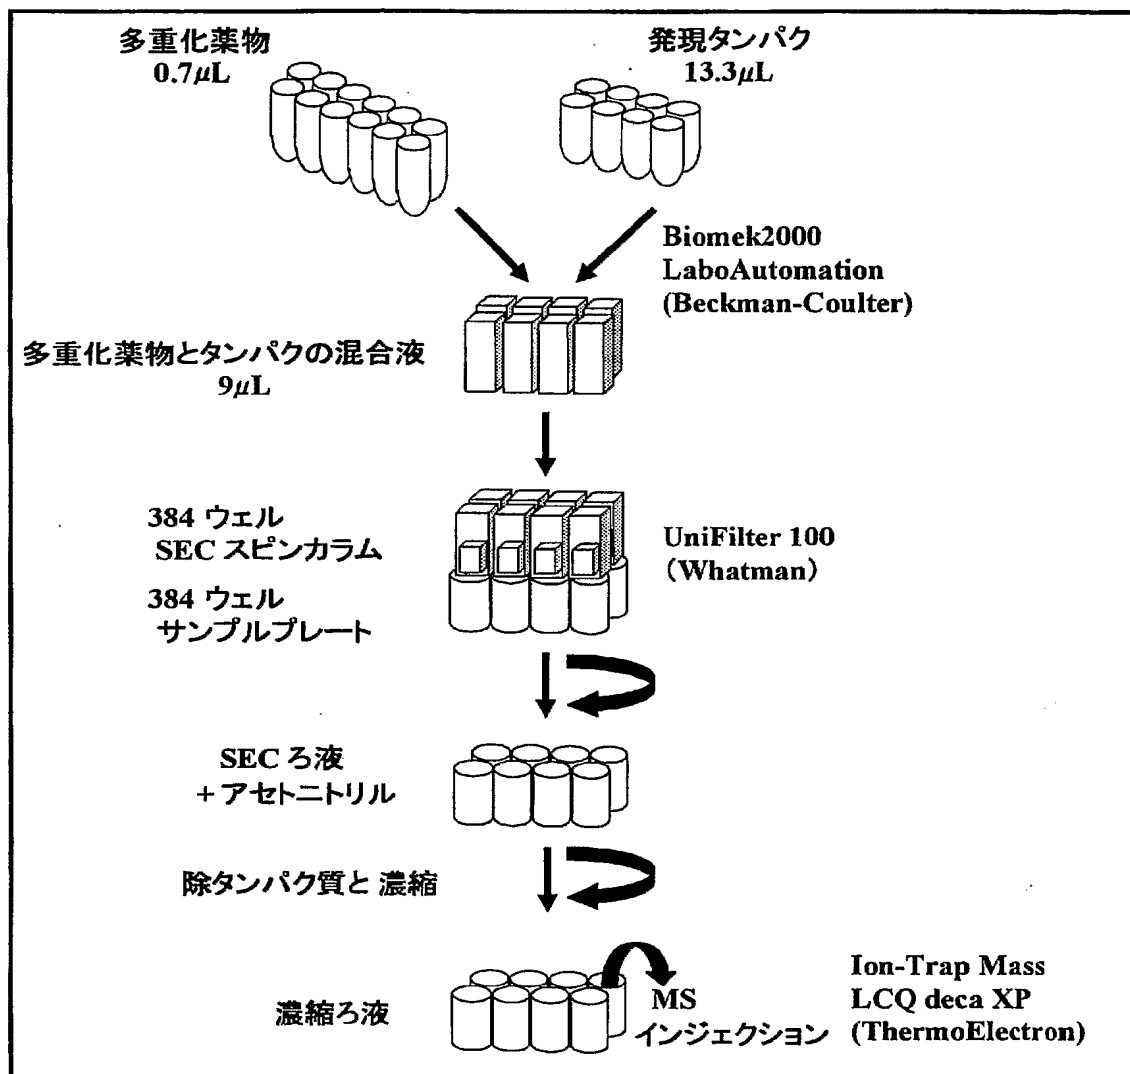 多重化薬物
0.7μL
発現タンパク
13.3μL
Biomek2000
LaboAutomation
(Beckman-Coulter)
多重化薬物とタンパクの混合液
9μL
384 ウェル
SEC スピンカラム
UniFilter 100
(Whatman)
384 ウェル
サンプルプレート
SEC ろ液
+ アセトニトリル
除タンパク質と 濃縮
濃縮ろ液
MS
インジェクション
Ion-Trap Mass
LCQ deca XP
(ThermoElectron)